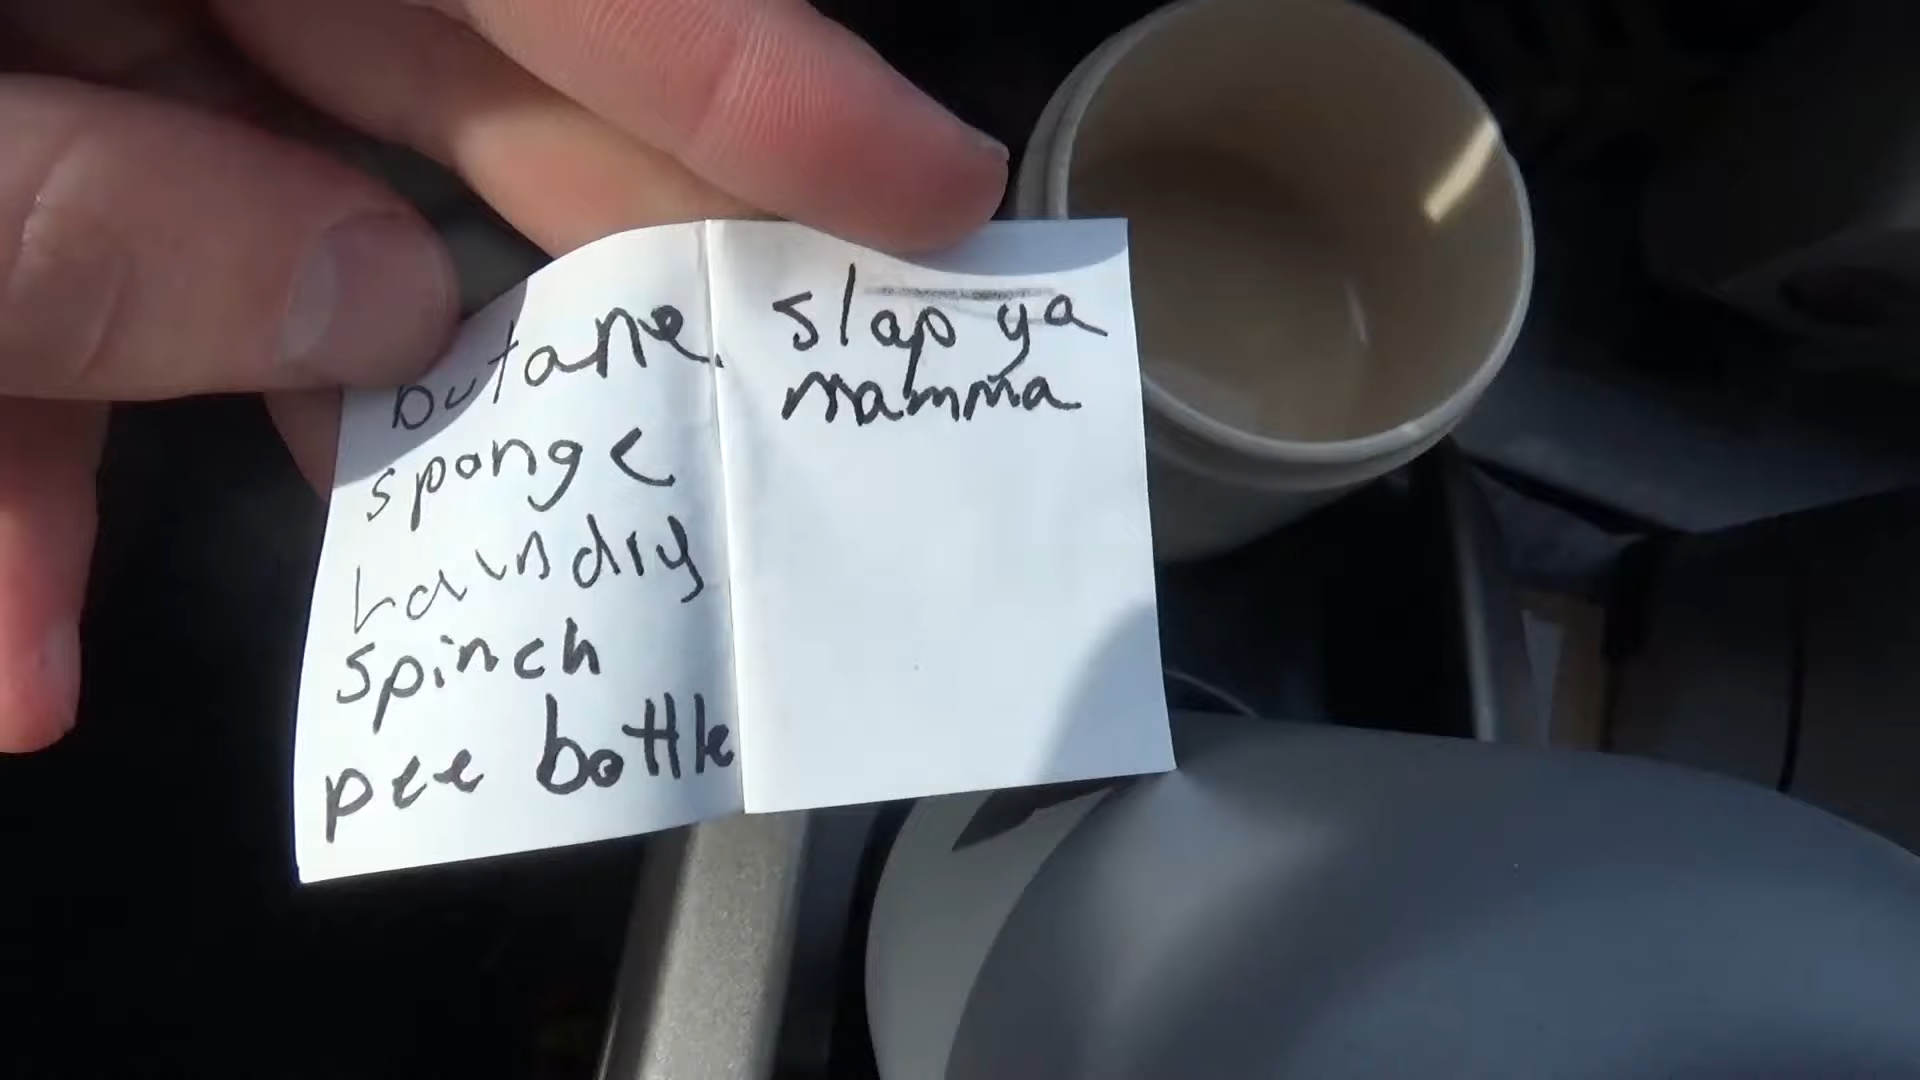 butane
sponge
Laundry
Spinch
pee bottle
Slap ya
mamma